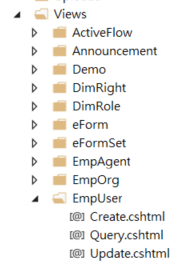 Views
ActiveFlow
Announcement
Demo
DimRight
DimRole
eForm
eFormSet
EmpAgent
EmpOrg
EmpUser
[@] Create.cshtml
[@] Query.cshtml
[@] Update.cshtml